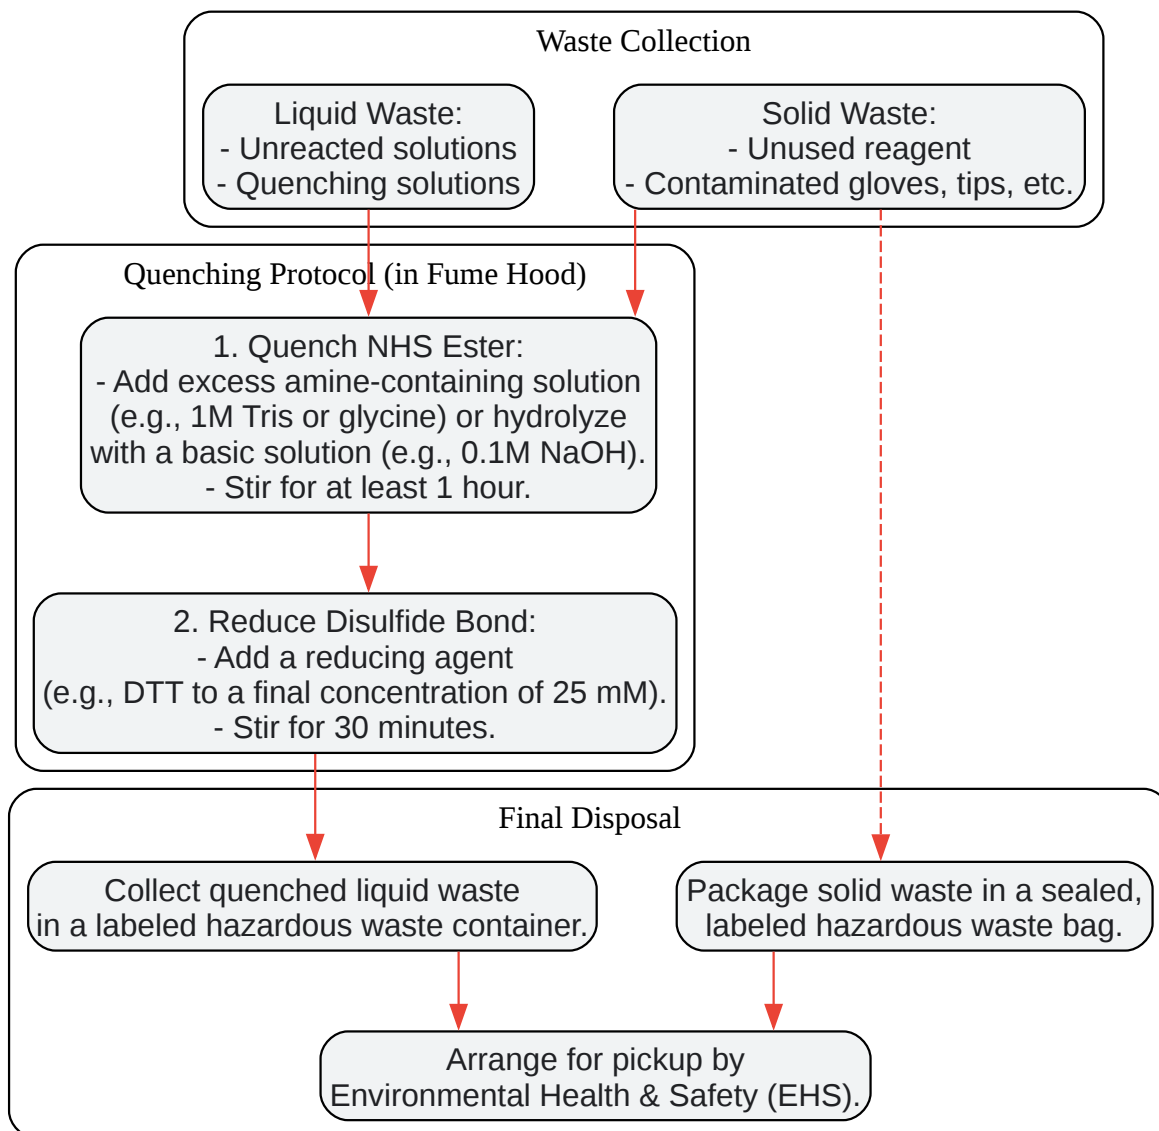 Waste Collection
Liquid Waste:
- Unreacted solutions
- Quenching solutions
Solid Waste:
- Unused reagent
- Contaminated gloves, tips, etc.
Quenching Protocol (in Fume Hood)
1. Quench NHS Ester:
- Add excess amine-containing solution
(e.g., 1M Tris or glycine) or hydrolyze
with a basic solution (e.g., 0.1M NaOH).
- Stir for at least 1 hour.
2. Reduce Disulfide Bond:
- Add a reducing agent
(e.g., DTT to a final concentration of 25 mM).
- Stir for 30 minutes.
Final Disposal
Collect quenched liquid waste
in a labeled hazardous waste container.
Package solid waste in a sealed,
labeled hazardous waste bag.
Arrange for pickup by
Environmental Health & Safety (EHS).